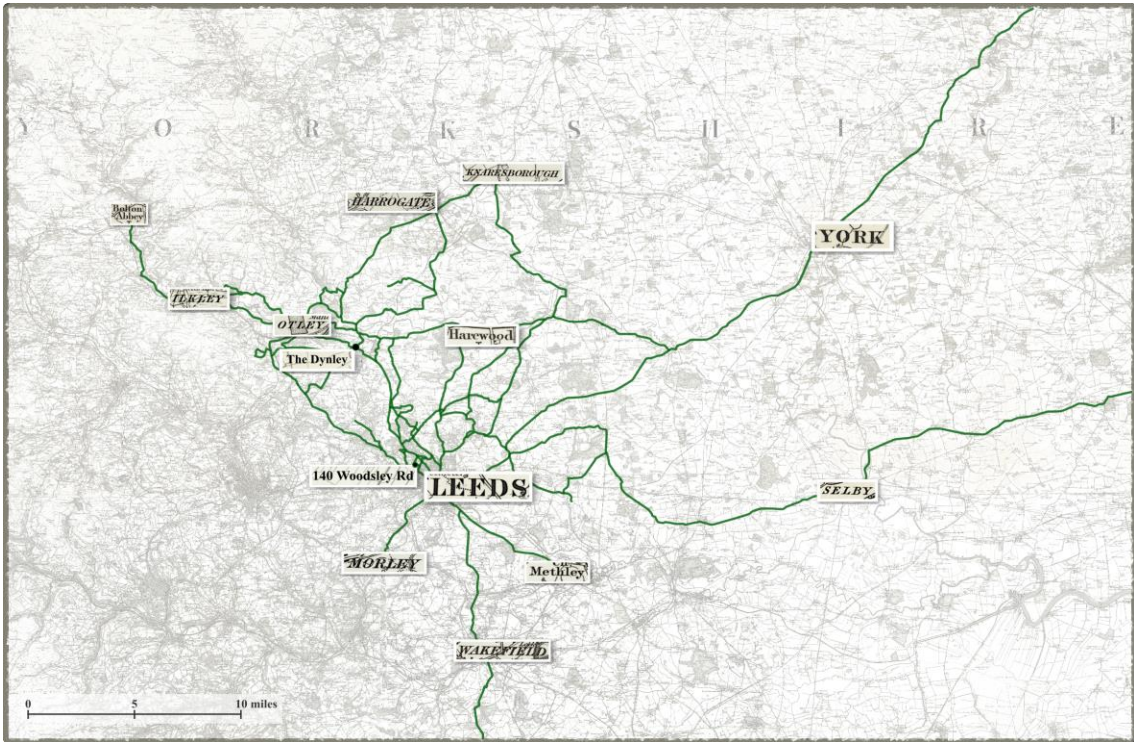 Y O R K S H I R E
KNARESBOROUGH
HARROGATE
Bolton
Abbey
YORK
ILKLEY
OTLEY
Harewood
The Dynley
140 Woodsley Rd
LEEDS
SELBY
MORLEY
Methley
WAKEFIELD
0 5 10 miles